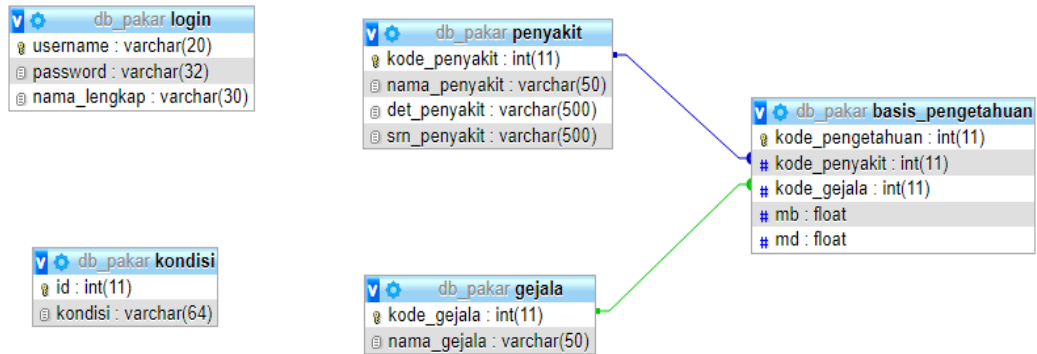 db_pakar login
username : varchar(20)
password : varchar(32)
nama_lengkap : varchar(30)
db_pakar penyakit
kode_penyakit : int(11)
nama_penyakit : varchar(50)
det_penyakit : varchar(500)
srn_penyakit : varchar(500)
db_pakar basis_pengetahuan
kode_pengetahuan : int(11)
# kode_penyakit : int(11)
# kode_gejala : int(11)
# mb : float
# md : float
db_pakar kondisi
id : int(11)
kondisi : varchar(64)
db_pakar gejala
kode_gejala : int(11)
nama_gejala : varchar(50)